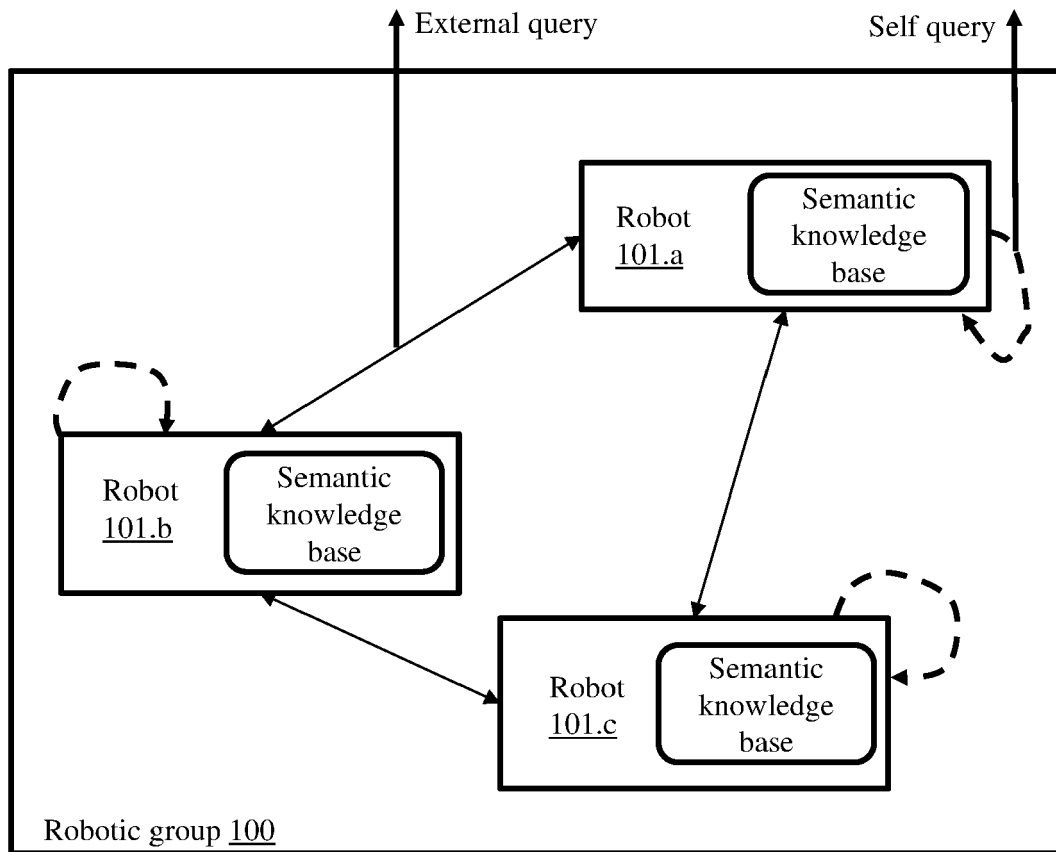 External query
Self query
Robot
101.a
Semantic
knowledge
base
Robot
101.b
Semantic
knowledge
base
Robot
101.c
Semantic
knowledge
base
Robotic group 100